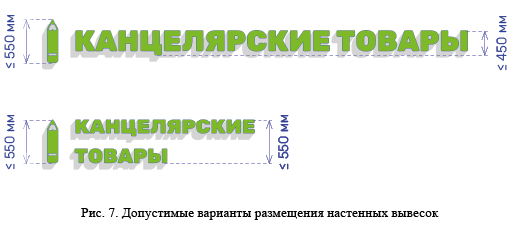 ≤ 550 мм
КАНЦЕЛЯРСКИЕ ТОВАРЫ
≤ 450 мм
≤ 550 мм
КАНЦЕЛЯРСКИЕ
ТОВАРЫ
≤ 550 мм
Рис. 7. Допустимые варианты размещения настенных вывесок